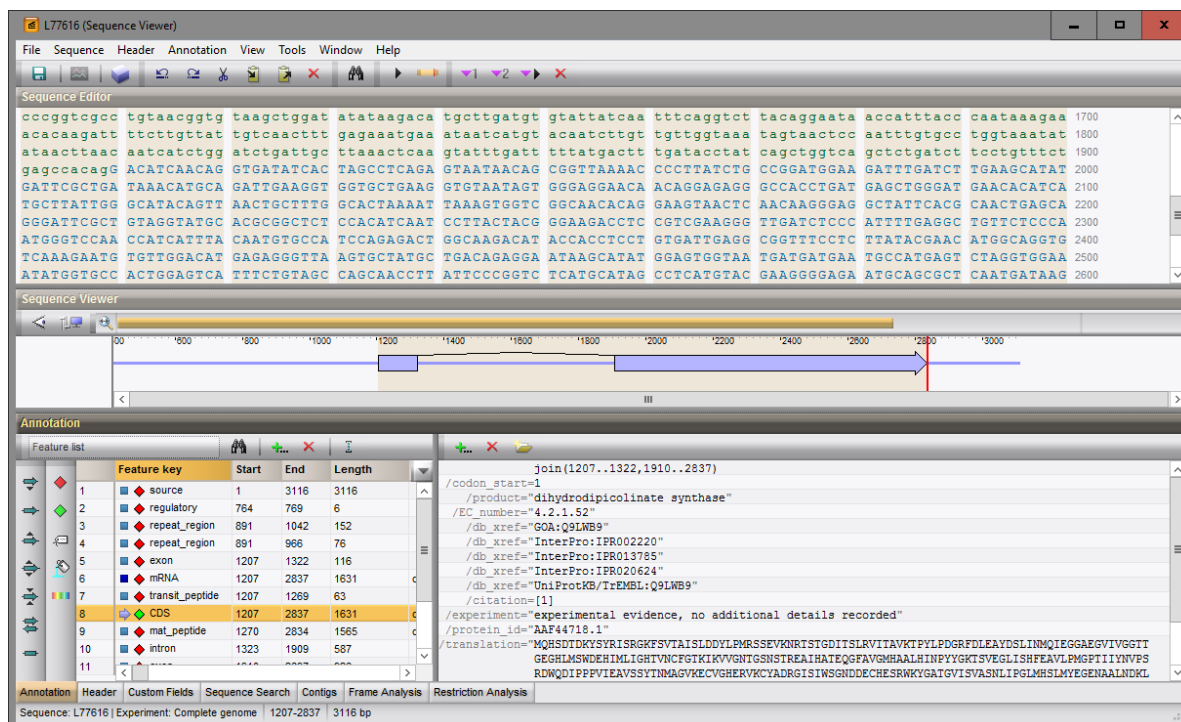 L77616 (Sequence Viewer)
File Sequence Header Annotation View Tools Window Help
1 2
Sequence Editor
cccggtcgcc tgtaacggtg taagctggat atataagaca tgcttgatgt gtattatcaa tttcaggtct tacaggaata accatttacc caataaagaa 1700
acacaagatt ttcttgttat tgtcaacttt gagaaatgaa ataatcatgt acaatcttgt tgttggtaaa tagtaactcc aatttgtgcc tggtaaatat 1800
ataacttaac aatcatctgg atctgattgc ttaaactcaa gtatttgatt tttatgactt tgatacctat cagctggtca gctctgatct tcctgtttct 1900
gagccacagG ACATCAACAG GTGATATCAC TAGCCTCAGA GTAATAACAG CGGTTAAAAC CCCTTATCTG CCGGATGGAA GATTTGATCT TGAAGCATAT 2000
GATTCGCTGA TAAACATGCA GATTGAAGGT GGTGCTGAAG GTGTAATAGT GGGAGGAACA ACAGGAGAGG GCCACCTGAT GAGCTGGGAT GAACACATCA 2100
TGCTTATTGG GCATACAGTT AACTGCTTTG GCACTAAAAT TAAAGTGGTC GGCAACACAG GAAGTAACTC AACAAGGGAG GCTATTCACG CAACTGAGCA 2200
GGGATTCGCT GTAGGTATGC ACGCGGCTCT CCACATCAAT CCTTACTACG GGAAGACCTC CGTCGAAGGG TTGATCTCCC ATTTTGAGGC TGTTCTCCCA 2300
ATGGGTCCAA CCATCATTTA CAATGTGCCA TCCAGAGACT GGCAAGACAT ACCACCTCCT GTGATTGAGG CGGTTTCCTC TTATACGAAC ATGGCAGGTG 2400
TCAAAGAATG TGTTGGACAT GAGAGGGTTA AGTGCTATGC TGACAGAGGA ATAAGCATAT GGAGTGGTAA TGATGATGAA TGCCATGAGT CTAGGTGGAA 2500
ATATGGTGCC ACTGGAGTCA TTTCTGTAGC CAGCAACCTT ATTCCCGGTC TCATGCATAG CCTCATGTAC GAAGGGGAGA ATGCAGCGCT CAATGATAAG 2600
Sequence Viewer
00 '600 '800 '1000 '1200 '1400 '1600 '1800 '2000 '2200 '2400 '2600 '2800 '3000
Annotation
Feature list
Feature key Start End Length
1 source 1 3116 3116
2 regulatory 764 769 6
3 repeat_region 891 1042 152
4 repeat_region 891 966 76
5 exon 1207 1322 116
6 mRNA 1207 2837 1631
7 transit_peptide 1207 1269 63
8 CDS 1207 2837 1631
9 mat_peptide 1270 2834 1565
10 intron 1323 1909 587
11
join(1207..1322,1910..2837)
/codon_start=1
/product="dihydrodipicolinate synthase"
/EC_number="4.2.1.52"
/db_xref="GOA:Q9LWB9"
/db_xref="InterPro:IPR002220"
/db_xref="InterPro:IPR013785"
/db_xref="InterPro:IPR020624"
/db_xref="UniProtKB/TrEMBL:Q9LWB9"
/citation=[1]
/experiment="experimental evidence, no additional details recorded"
/protein_id="AAF44718.1"
/translation="MQHSDTDKYSYRISRGKFSVTAISLDDYLPMRSSEVKNRTSTGDITSLRVITAVKTPYLPDGRFDLEAYDSLINMQIEGGAEGVIVGGTT
GEGHLMSWDEHIMLIGHTVNCFGTKIKVVGNTGSNSTREAIHATEQGFAVGMHAALHINPYYGKTSVEGLISHFEAVLPMGPTIIYNVPS
RDWQDIPPPVIEAVSSYTNMAGVKECVGHERVKCYADRGISIWSGNDDECHESRWKYGATGVISVASNLIPGLMHSLMYEGENAALNDKL
Annotation Header Custom Fields Sequence Search Contigs Frame Analysis Restriction Analysis
Sequence: L77616 | Experiment: Complete genome 1207-2837 3116 bp